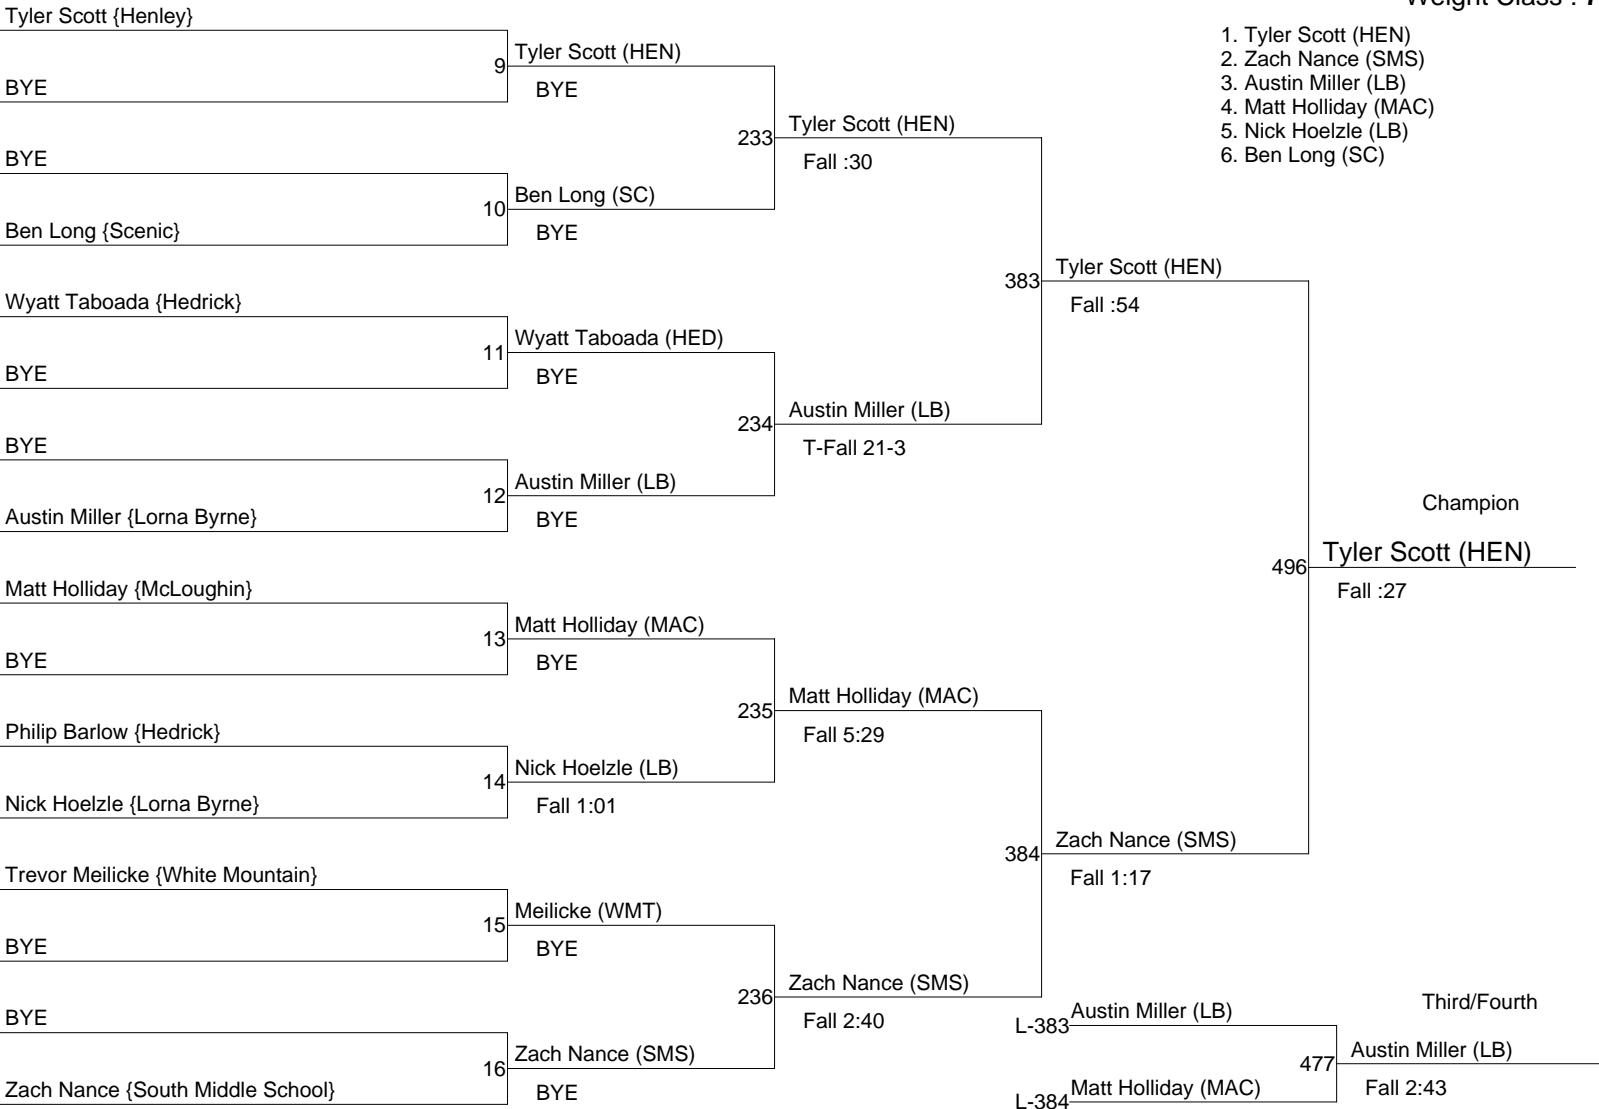 Weight Class :
1. Tyler Scott (HEN)
2. Zach Nance (SMS)
3. Austin Miller (LB)
4. Matt Holliday (MAC)
5. Nick Hoelzle (LB)
6. Ben Long (SC)
Tyler Scott {Henley}
BYE
BYE
Ben Long {Scenic}
Wyatt Taboada {Hedrick}
BYE
BYE
Austin Miller {Lorna Byrne}
Matt Holliday {McLoughin}
BYE
Philip Barlow {Hedrick}
Nick Hoelzle {Lorna Byrne}
Trevor Meilicke {White Mountain}
BYE
BYE
Zach Nance {South Middle School}
9
Tyler Scott (HEN)
BYE
10
Ben Long (SC)
BYE
11
Wyatt Taboada (HED)
BYE
12
Austin Miller (LB)
BYE
13
Matt Holliday (MAC)
BYE
14
Nick Hoelzle (LB)
Fall 1:01
15
Meilicke (WMT)
BYE
16
Zach Nance (SMS)
BYE
233
Tyler Scott (HEN)
Fall :30
234
Austin Miller (LB)
T-Fall 21-3
235
Matt Holliday (MAC)
Fall 5:29
236
Zach Nance (SMS)
Fall 2:40
383
Tyler Scott (HEN)
Fall :54
384
Zach Nance (SMS)
Fall 1:17
Champion
496
Tyler Scott (HEN)
Fall :27
Third/Fourth
L-383
Austin Miller (LB)
L-384
Matt Holliday (MAC)
477
Austin Miller (LB)
Fall 2:43